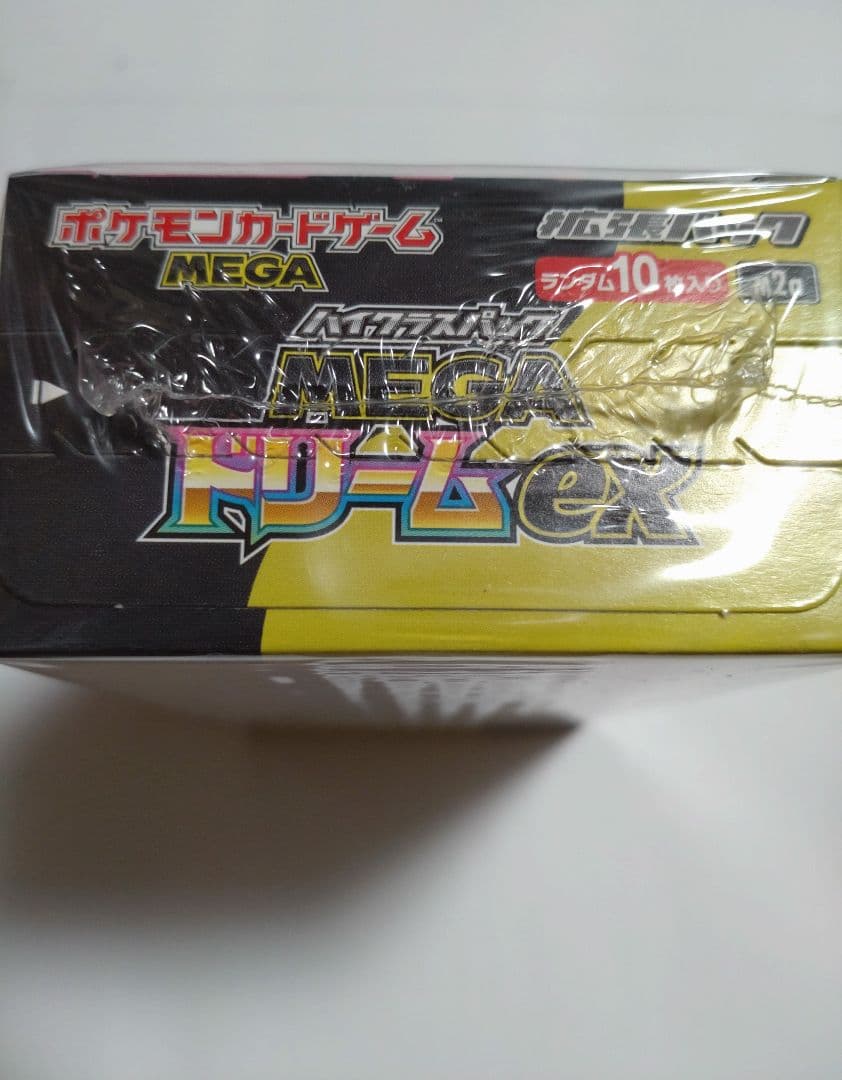 ポケモンカードゲーム
MEGA
拡張パック
ランダム10枚入り
M2a
ハイクラスパック
MEGA
ドリームex